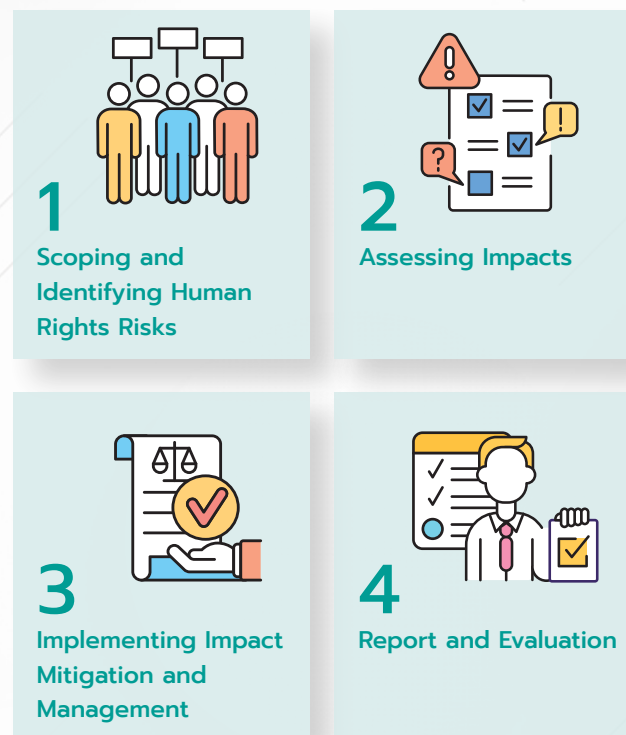 1
Scoping and
Identifying Human
Rights Risks
2
Assessing Impacts
3
Implementing Impact
Mitigation and
Management
4
Report and Evaluation